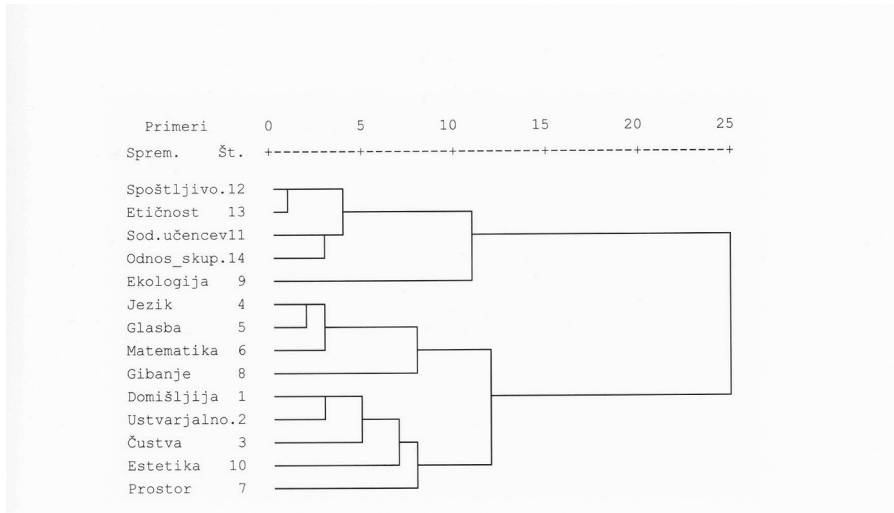 Primeri 0 5 10 15 20 25
Sprem. Št. +---------+---------+---------+---------+---------+
Spoštljivo.12
Etičnost 13
Sod.učencev11
Odnos_skup.14
Ekologija 9
Jezik 4
Glasba 5
Matematika 6
Gibanje 8
Domišljija 1
Ustvarjalno.2
Čustva 3
Estetika 10
Prostor 7